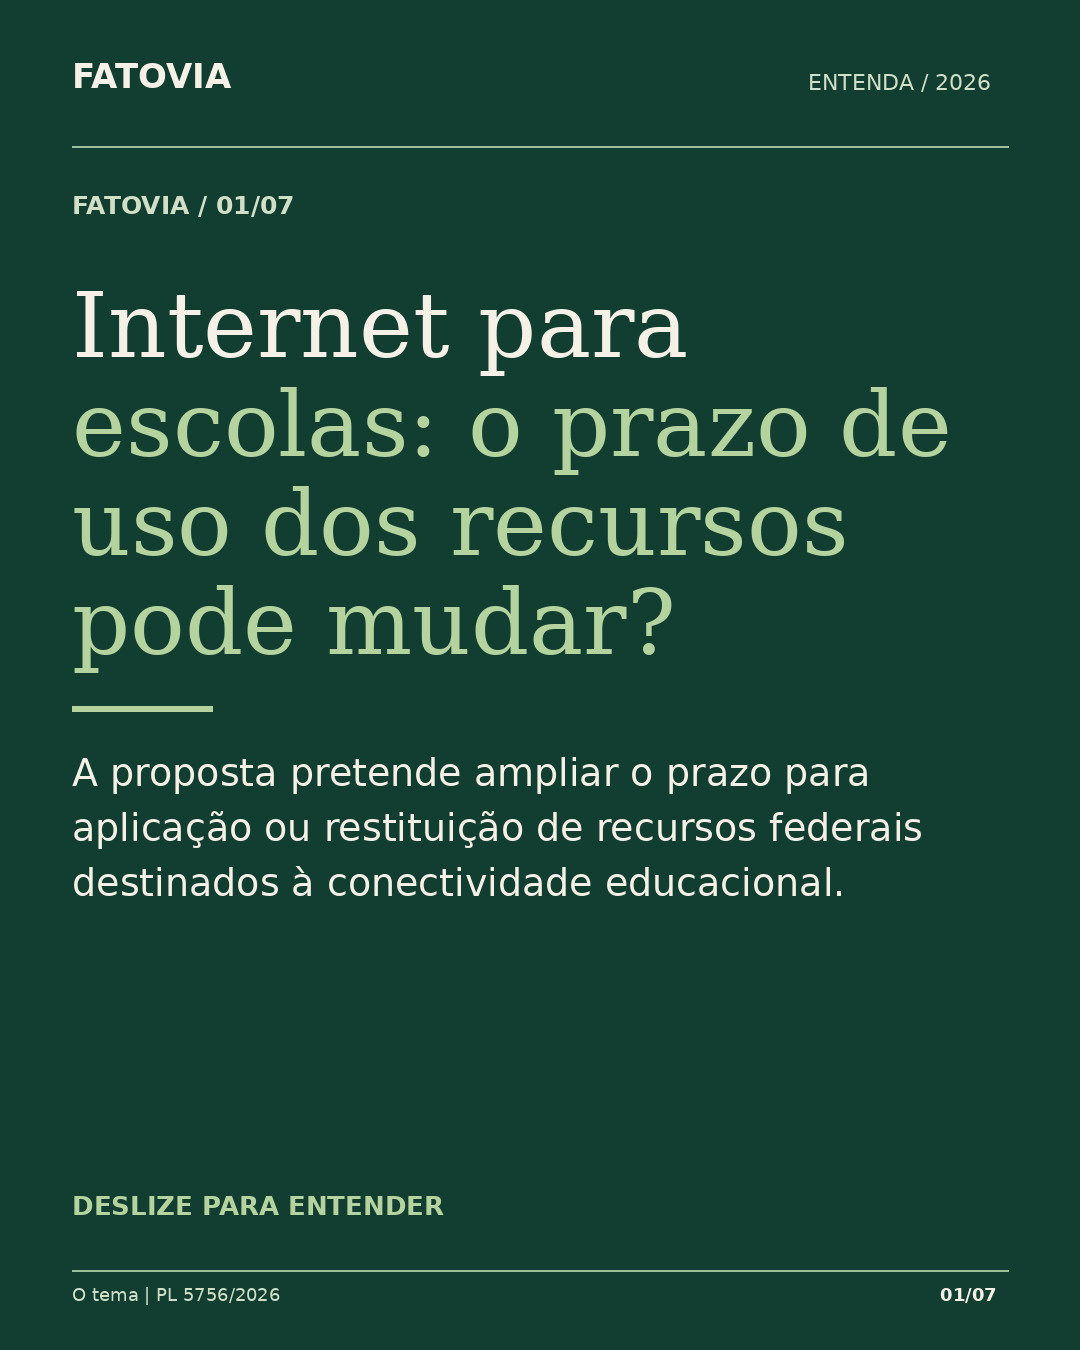 FATOVIA
ENTENDA / 2026
FATOVIA / 01/07
Internet para
escolas: o prazo de
uso dos recursos
pode mudar?
A proposta pretende ampliar o prazo para
aplicação ou restituição de recursos federais
destinados à conectividade educacional.
DESLIZE PARA ENTENDER
O tema | PL 5756/2026
01/07